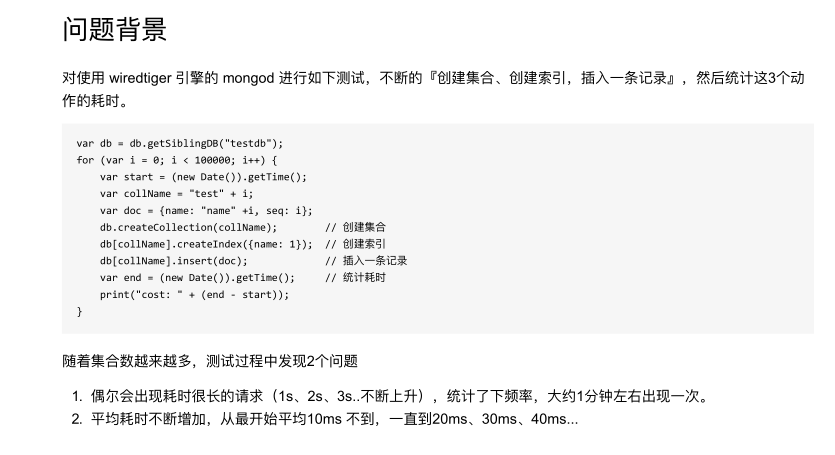 问题背景
对使用 wiredtiger 引擎的 mongod 进行如下测试，不断的『创建集合、创建索引，插入一条记录』，然后统计这3个动
作的耗时。
var db = db.getSiblingDB("testdb");
for (var i = 0; i < 100000; i++) {
    var start = (new Date()).getTime();
    var collName = "test" + i;
    var doc = {name: "name" +i, seq: i};
    db.createCollection(collName);        // 创建集合
    db[collName].createIndex({name: 1});  // 创建索引
    db[collName].insert(doc);             // 插入一条记录
    var end = (new Date()).getTime();     // 统计耗时
    print("cost: " + (end - start));
}
随着集合数越来越多，测试过程中发现2个问题
1. 偶尔会出现耗时很长的请求（1s、2s、3s..不断上升），统计了下频率，大约1分钟左右出现一次。
2. 平均耗时不断增加，从最开始平均10ms 不到，一直到20ms、30ms、40ms...